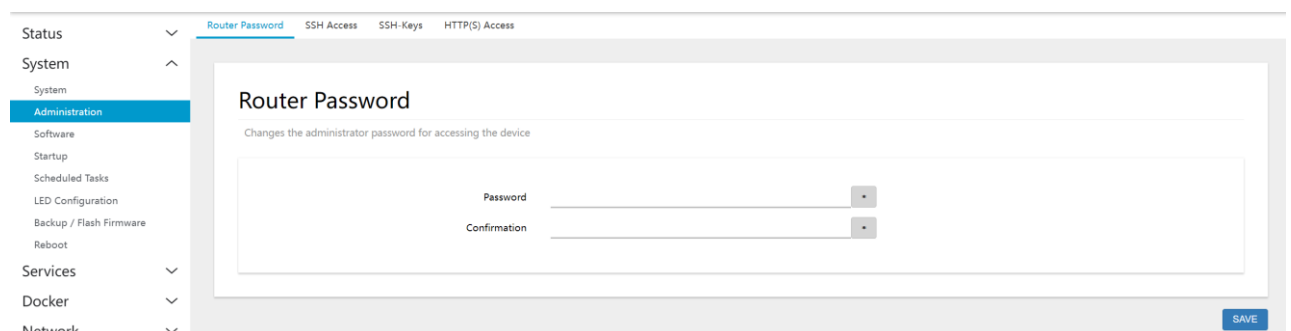 Router Password SSH Access SSH-Keys HTTP(S) Access
Status
System
System
Administration
Software
Startup
Scheduled Tasks
LED Configuration
Backup / Flash Firmware
Reboot
Services
Docker
Network
Router Password
Changes the administrator password for accessing the device
Password
Confirmation
SAVE